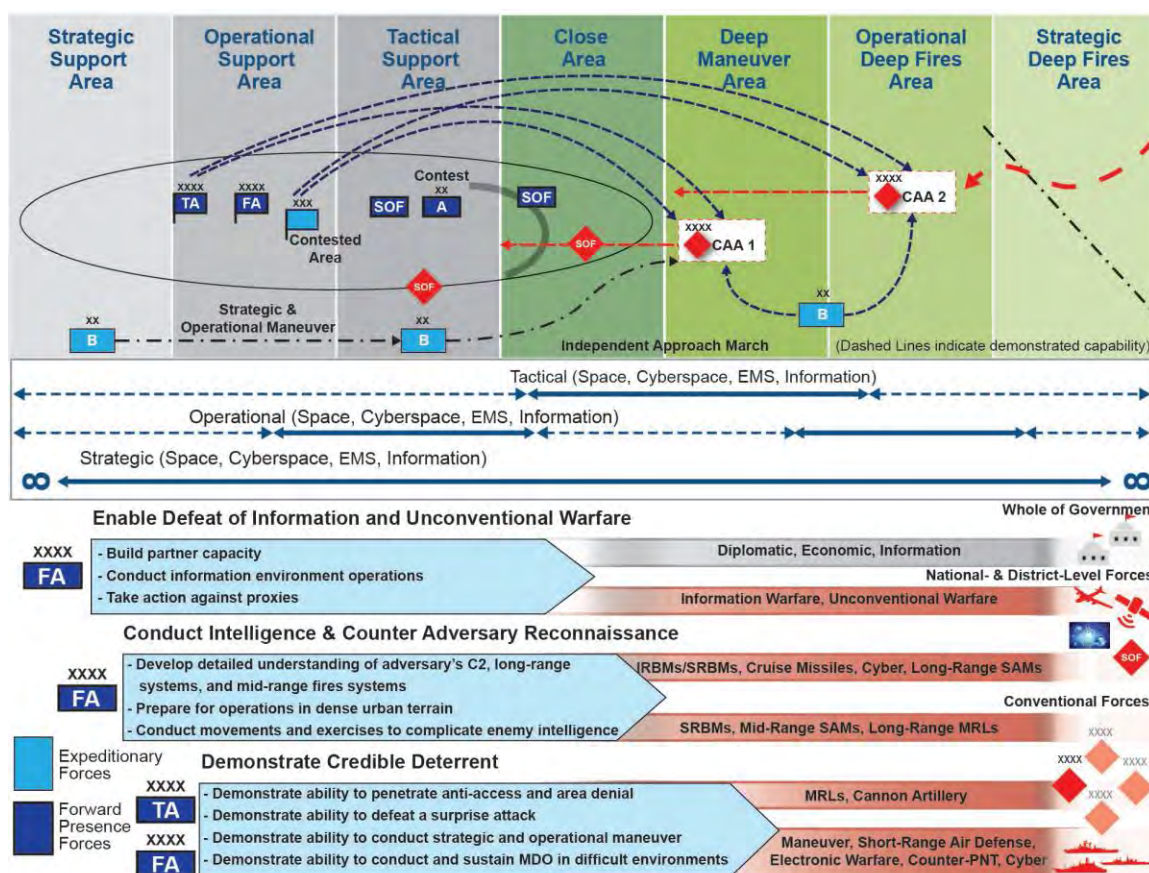 Strategic
Support
Area
Operational
Support
Area
Tactical
Support
Area
Close
Area
Deep
Maneuver
Area
Operational
Deep Fires
Area
Strategic
Deep Fires
Area
XXXX
TA
XXXX
FA
XXX
Contested
Area
SOF
Contest
XX
A
SOF
XXXX
CAA 2
XXXX
CAA 1
SOF
SOF
XX
B
Strategic &
Operational Maneuver
XX
B
XX
B
Independent Approach March
(Dashed Lines indicate demonstrated capability)
Tactical (Space, Cyberspace, EMS, Information)
Operational (Space, Cyberspace, EMS, Information)
Strategic (Space, Cyberspace, EMS, Information)
∞
∞
Enable Defeat of Information and Unconventional Warfare
Whole of Government
XXXX
FA
- Build partner capacity
- Conduct information environment operations
- Take action against proxies
Diplomatic, Economic, Information
National- & District-Level Forces
Information Warfare, Unconventional Warfare
Conduct Intelligence & Counter Adversary Reconnaissance
XXXX
FA
- Develop detailed understanding of adversary's C2, long-range
systems, and mid-range fires systems
- Prepare for operations in dense urban terrain
- Conduct movements and exercises to complicate enemy intelligence
IRBMs/SRBMs, Cruise Missiles, Cyber, Long-Range SAMs
SOF
Conventional Forces
SRBMs, Mid-Range SAMs, Long-Range MRLs
Expeditionary
Forces
Forward
Presence
Forces
Demonstrate Credible Deterrent
XXXX
TA
XXXX
FA
- Demonstrate ability to penetrate anti-access and area denial
- Demonstrate ability to defeat a surprise attack
- Demonstrate ability to conduct strategic and operational maneuver
- Demonstrate ability to conduct and sustain MDO in difficult environments
MRLs, Cannon Artillery
XXXX
XXXX
XXXX
XXXX
Maneuver, Short-Range Air Defense,
Electronic Warfare, Counter-PNT, Cyber